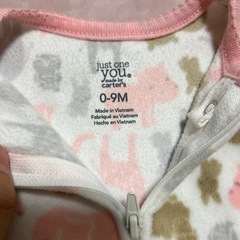 just one
you.
made by
carter's
0-9M
Made in Vietnam
Fabriqué au Vietnam
Hecho en Vietnam